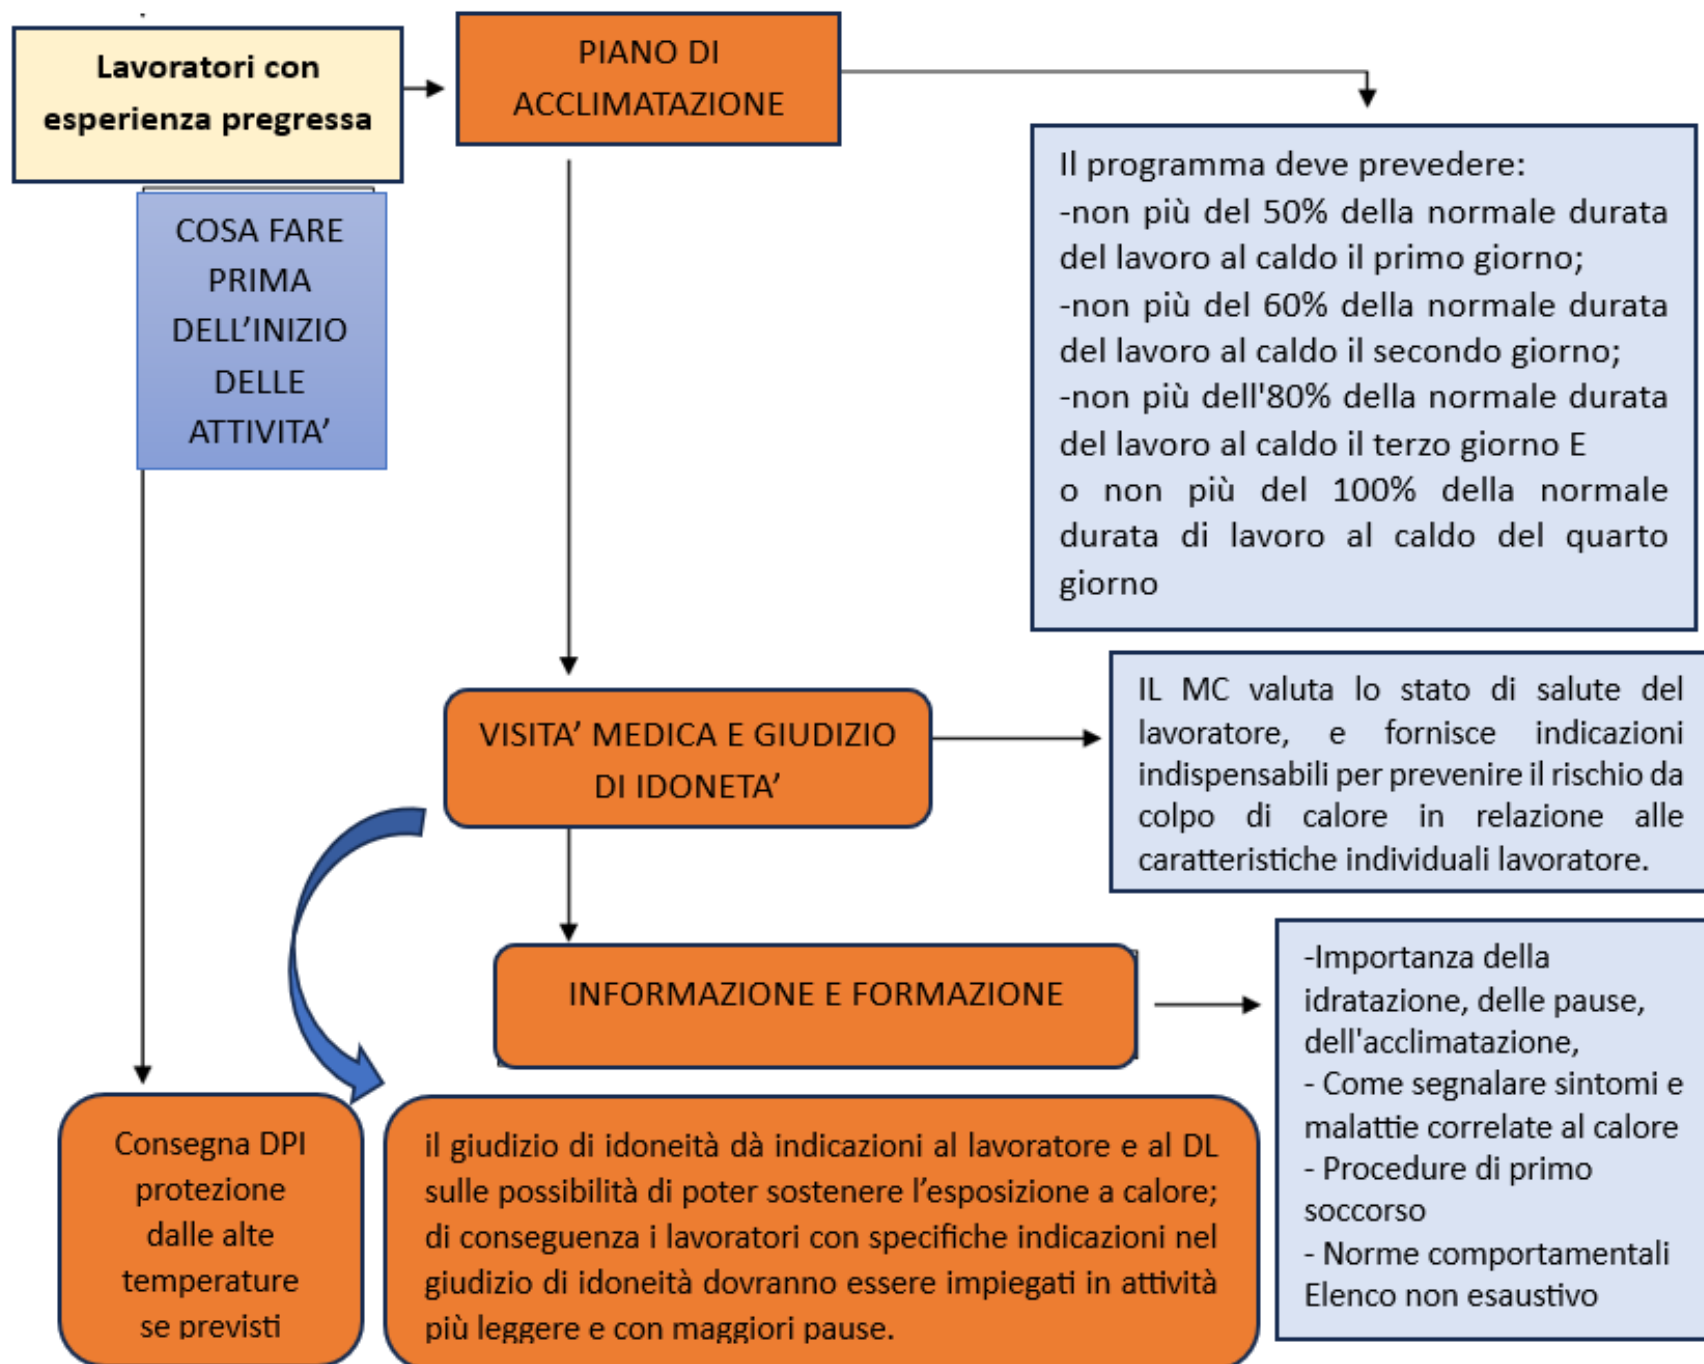 Lavoratori con
esperienza pregressa
PIANO DI
ACCLIMATAZIONE
COSA FARE
PRIMA
DELL’INIZIO
DELLE
ATTIVITA’
Il programma deve prevedere:
-non più del 50% della normale durata
del lavoro al caldo il primo giorno;
-non più del 60% della normale durata
del lavoro al caldo il secondo giorno;
-non più dell'80% della normale durata
del lavoro al caldo il terzo giorno E
o non più del 100% della normale
durata di lavoro al caldo del quarto
giorno
VISITA’ MEDICA E GIUDIZIO
DI IDONETA’
IL MC valuta lo stato di salute del
lavoratore, e fornisce indicazioni
indispensabili per prevenire il rischio da
colpo di calore in relazione alle
caratteristiche individuali lavoratore.
INFORMAZIONE E FORMAZIONE
-Importanza della
idratazione, delle pause,
dell'acclimatazione,
- Come segnalare sintomi e
malattie correlate al calore
- Procedure di primo
soccorso
- Norme comportamentali
Elenco non esaustivo
Consegna DPI
protezione
dalle alte
temperature
se previsti
il giudizio di idoneità dà indicazioni al lavoratore e al DL
sulle possibilità di poter sostenere l’esposizione a calore;
di conseguenza i lavoratori con specifiche indicazioni nel
giudizio di idoneità dovranno essere impiegati in attività
più leggere e con maggiori pause.